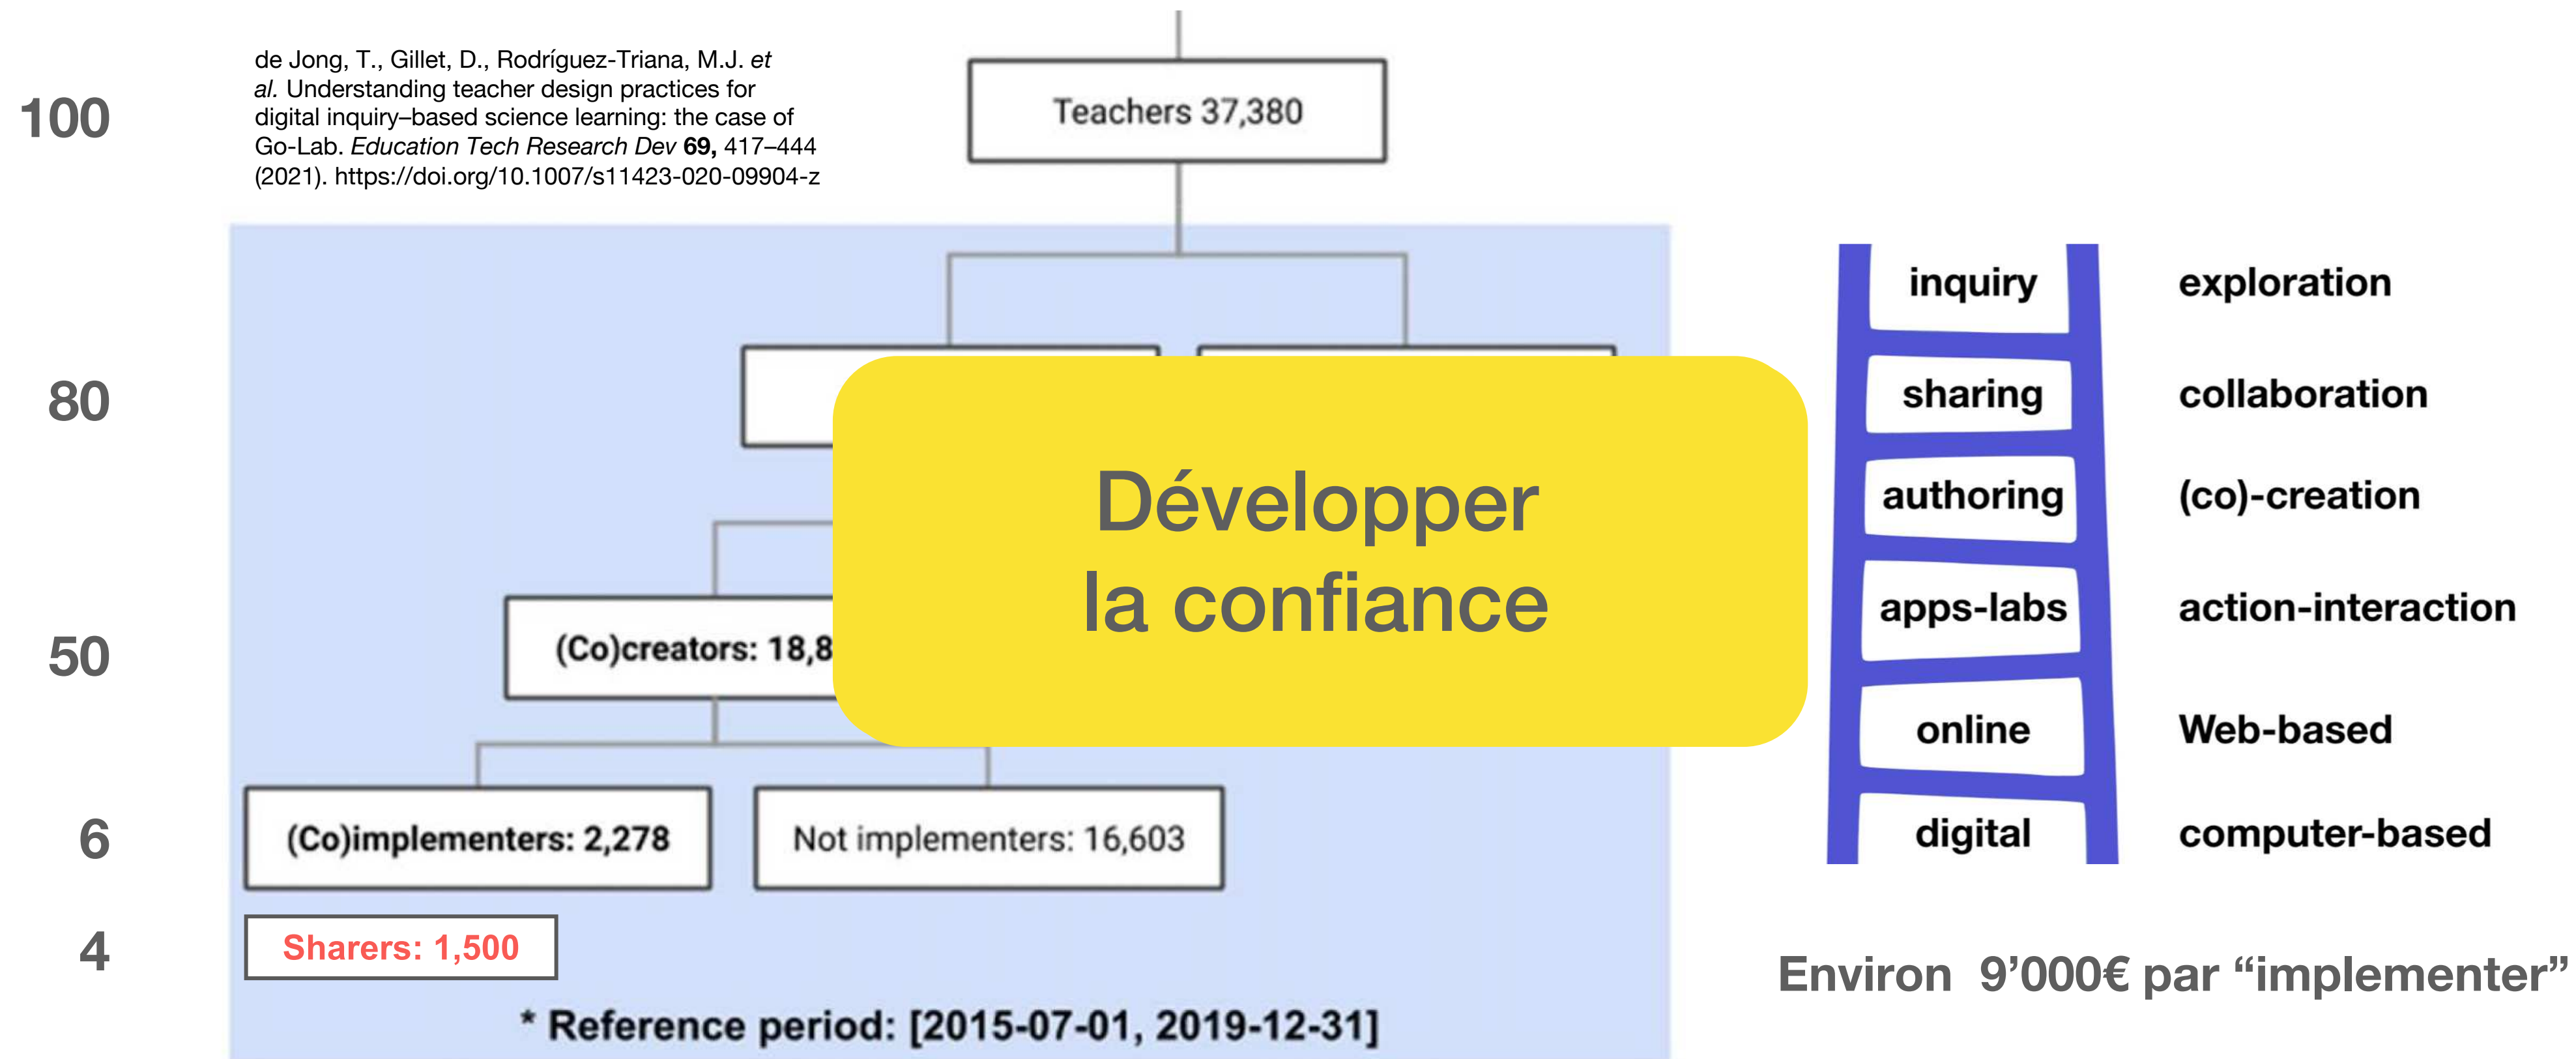 de Jong, T., Gillet, D., Rodríguez-Triana, M.J. et
al. Understanding teacher design practices for
digital inquiry–based science learning: the case of
Go-Lab. Education Tech Research Dev 69, 417–444
(2021). https://doi.org/10.1007/s11423-020-09904-z
100
Teachers 37,380
80
50
6
4
Développer
la confiance
(Co)creators: 18,8
(Co)implementers: 2,278
Not implementers: 16,603
Sharers: 1,500
* Reference period: [2015-07-01, 2019-12-31]
inquiry exploration
sharing collaboration
authoring (co)-creation
apps-labs action-interaction
online Web-based
digital computer-based
Environ 9’000€ par “implementer”